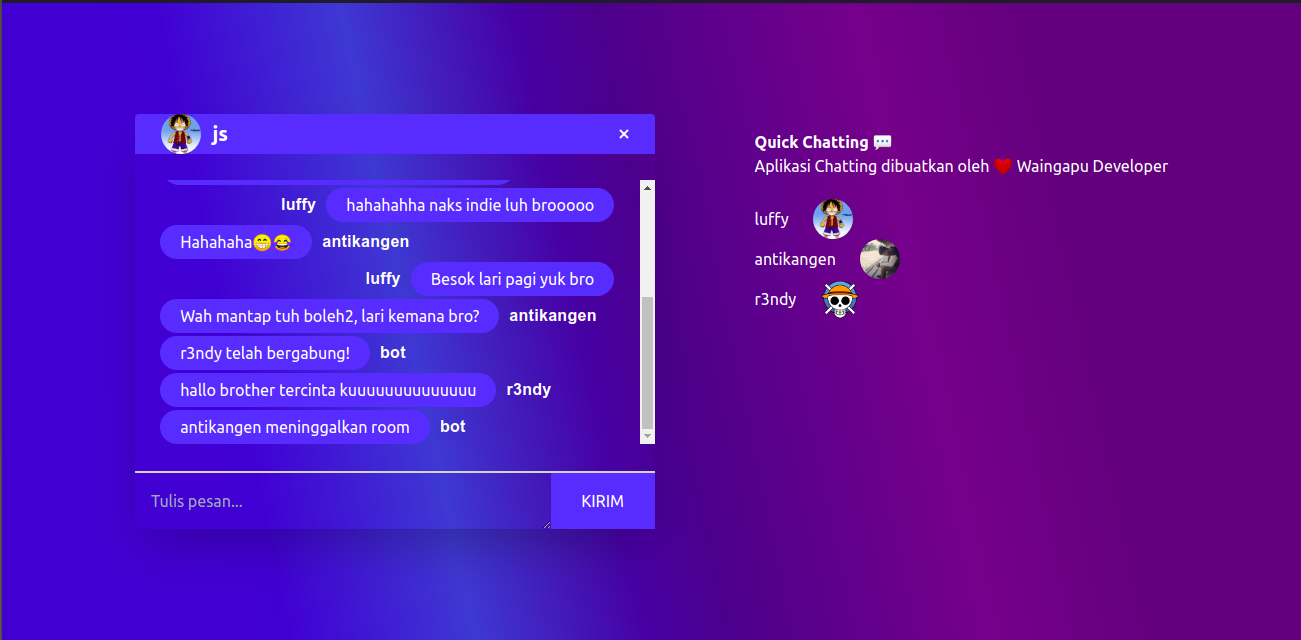 js ×
luffy hahahahha naks indie luh brooooo
Hahahaha😁😂 antikangen
luffy Besok lari pagi yuk bro
Wah mantap tuh boleh2, lari kemana bro? antikangen
r3ndy telah bergabung! bot
hallo brother tercinta kuuuuuuuuuuuuuuu r3ndy
antikangen meninggalkan room bot
Tulis pesan... KIRIM
Quick Chatting 💬
Aplikasi Chatting dibuatkan oleh ❤️ Waingapu Developer
luffy
antikangen
r3ndy